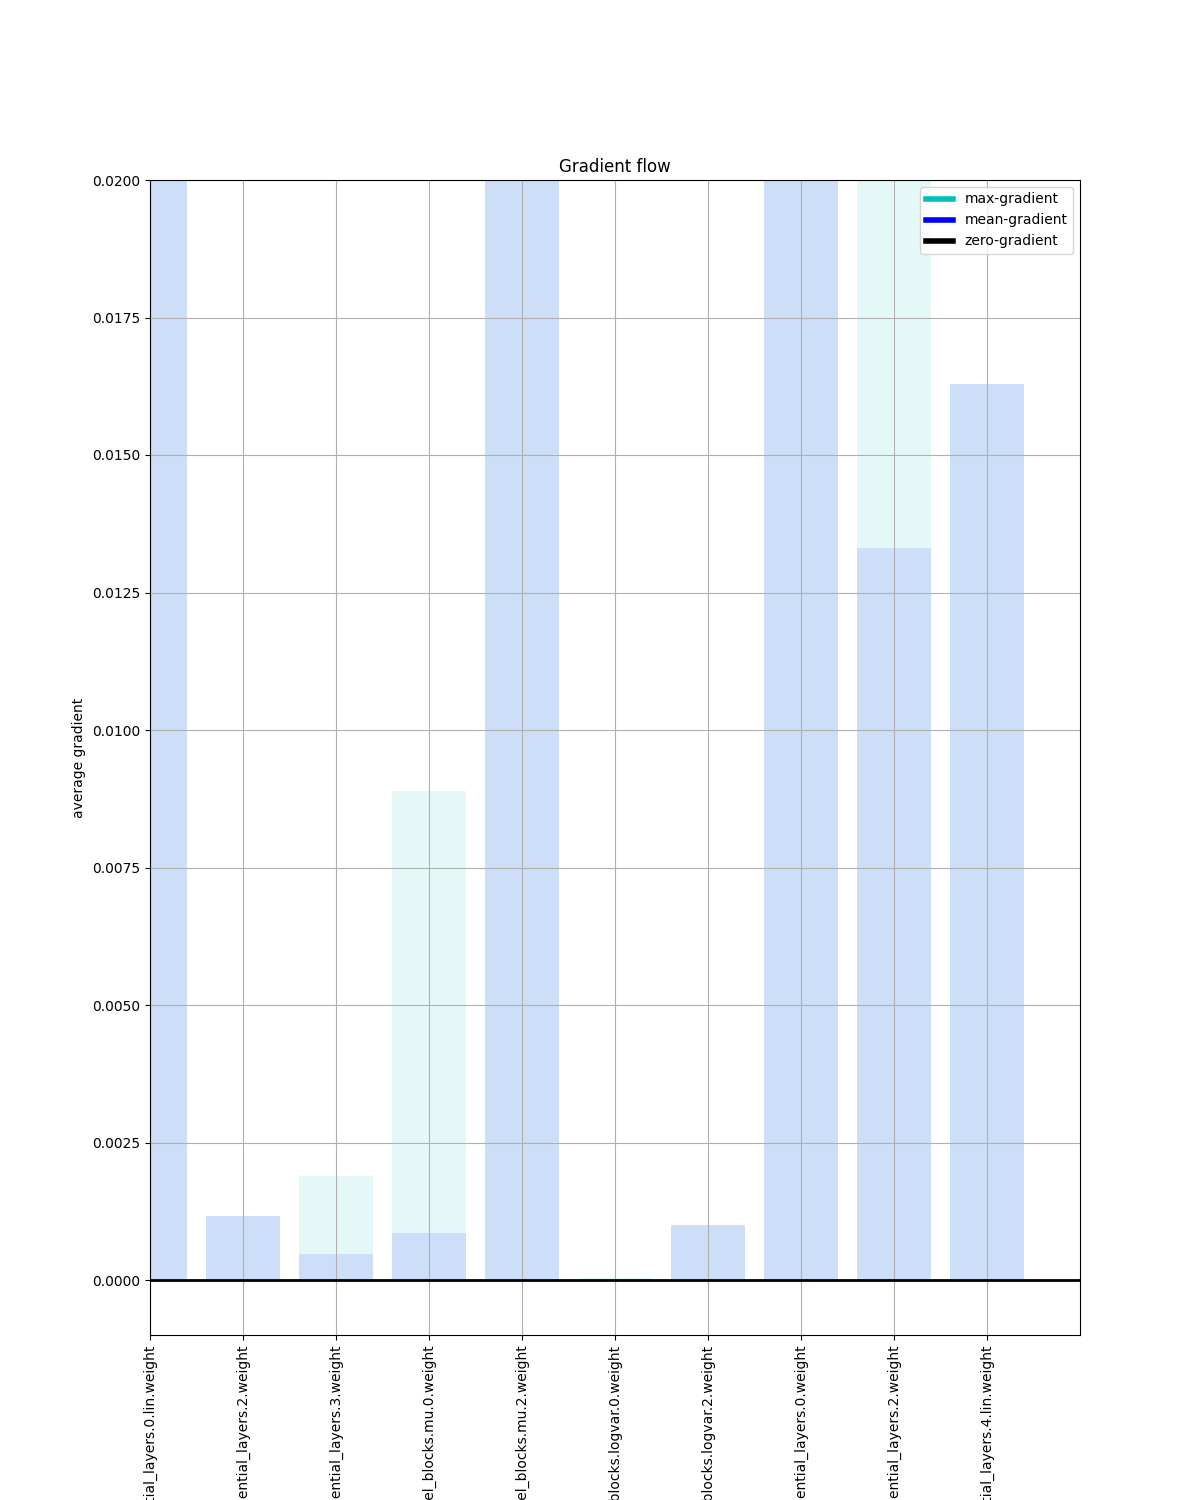 Gradient flow
max-gradient
mean-gradient
zero-gradient
0.0200
0.0175
0.0150
0.0125
0.0100
0.0075
0.0050
0.0025
0.0000
average gradient
tial_layers.0.lin.weight
ential_layers.2.weight
ential_layers.3.weight
el_blocks.mu.0.weight
el_blocks.mu.2.weight
blocks.logvar.0.weight
blocks.logvar.2.weight
ential_layers.0.weight
ential_layers.2.weight
tial_layers.4.lin.weight